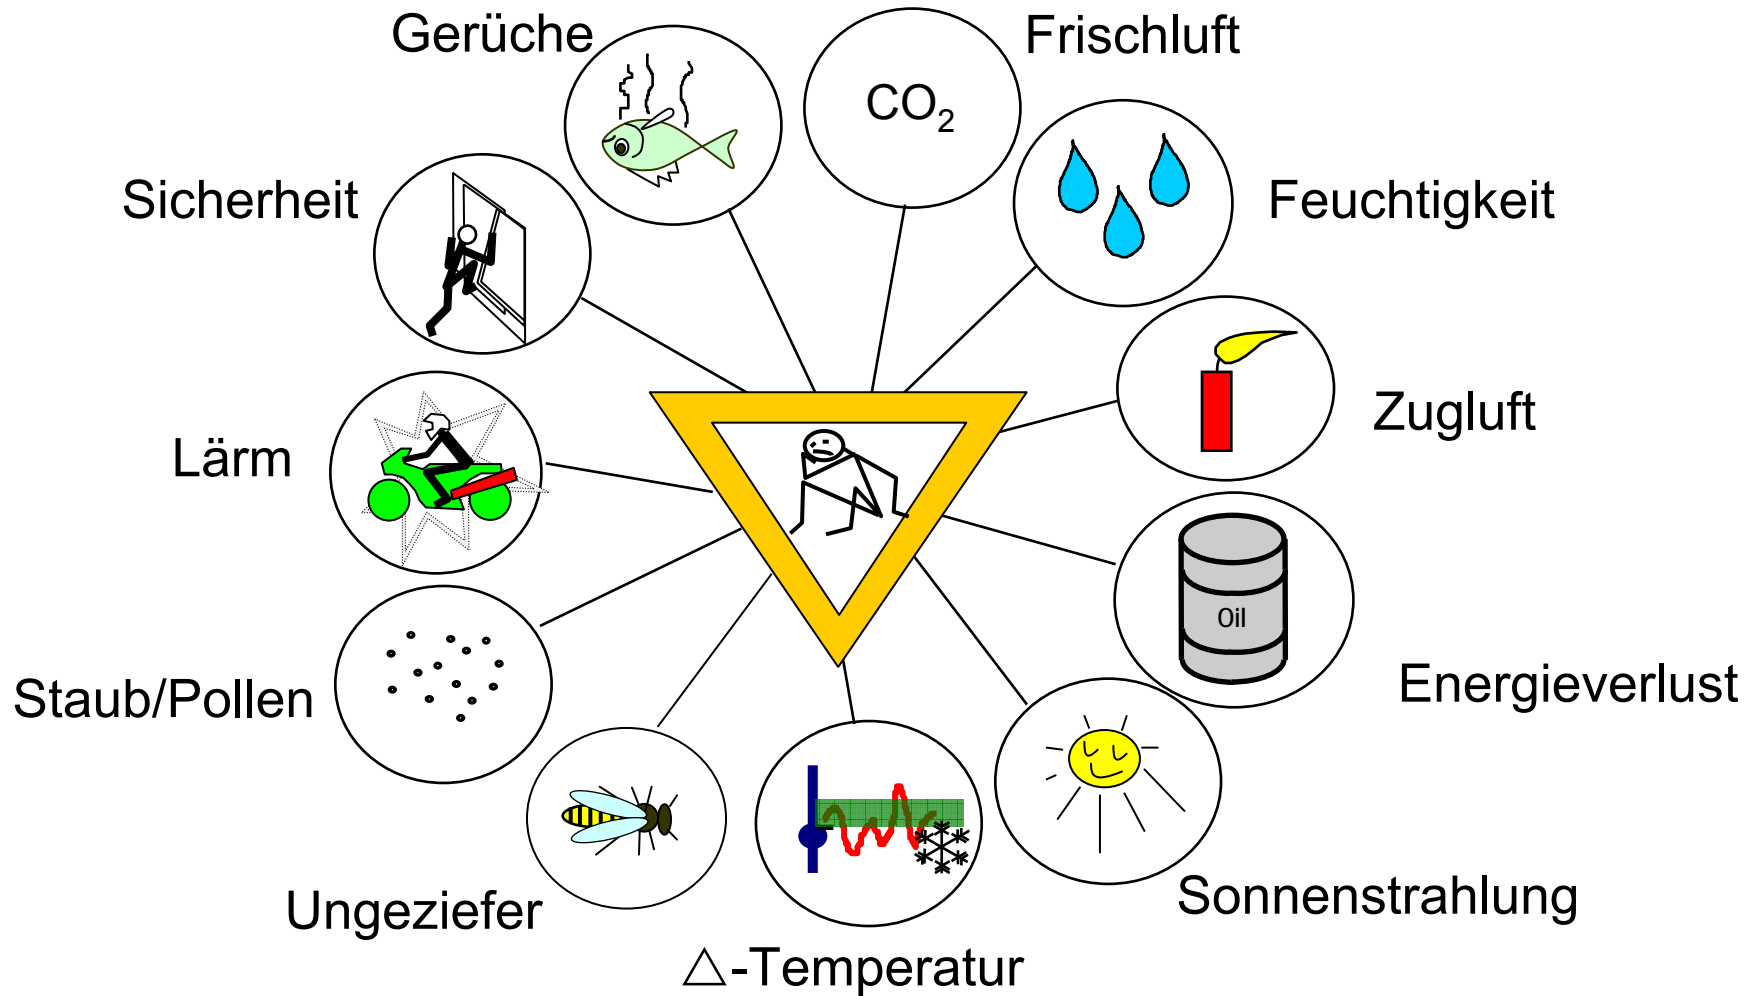 Gerüche
Frischluft
CO₂
Sicherheit
Feuchtigkeit
Zugluft
Lärm
Oil
Energieverlust
Staub/Pollen
Sonnenstrahlung
Ungeziefer
△-Temperatur